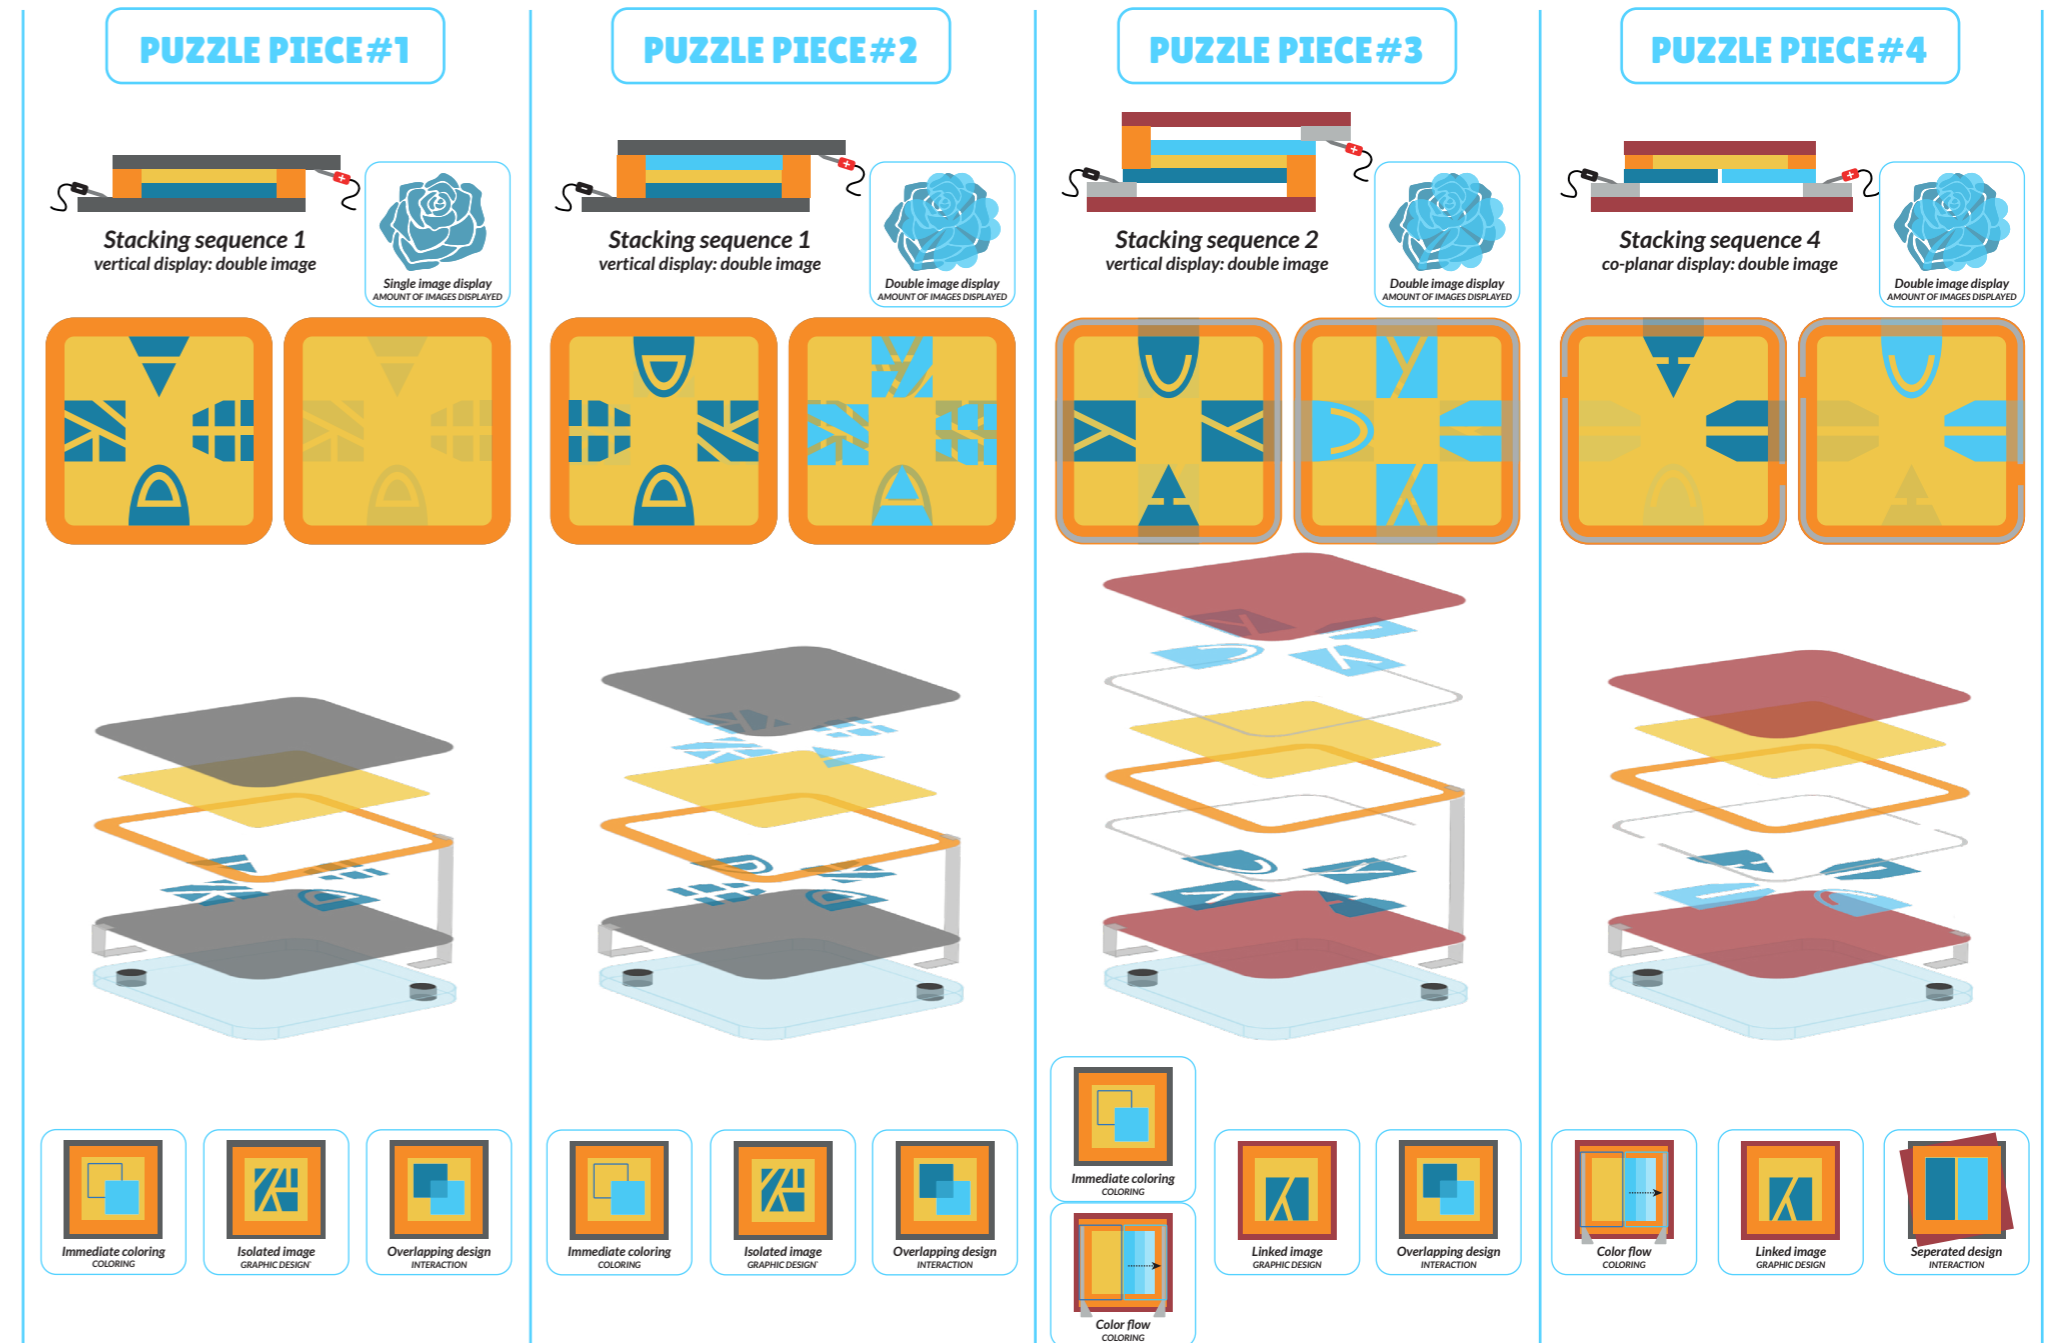 PUZZLE PIECE#1
Stacking sequence 1
vertical display: double image
Single image display
AMOUNT OF IMAGES DISPLAYED
Immediate coloring
COLORING
Isolated image
GRAPHIC DESIGN'
Overlapping design
INTERACTION
PUZZLE PIECE#2
Stacking sequence 1
vertical display: double image
Double image display
AMOUNT OF IMAGES DISPLAYED
Immediate coloring
COLORING
Isolated image
GRAPHIC DESIGN'
Overlapping design
INTERACTION
PUZZLE PIECE#3
Stacking sequence 2
vertical display: double image
Double image display
AMOUNT OF IMAGES DISPLAYED
Immediate coloring
COLORING
Color flow
COLORING
Linked image
GRAPHIC DESIGN
Overlapping design
INTERACTION
PUZZLE PIECE#4
Stacking sequence 4
co-planar display: double image
Double image display
AMOUNT OF IMAGES DISPLAYED
Color flow
COLORING
Linked image
GRAPHIC DESIGN
Seperated design
INTERACTION